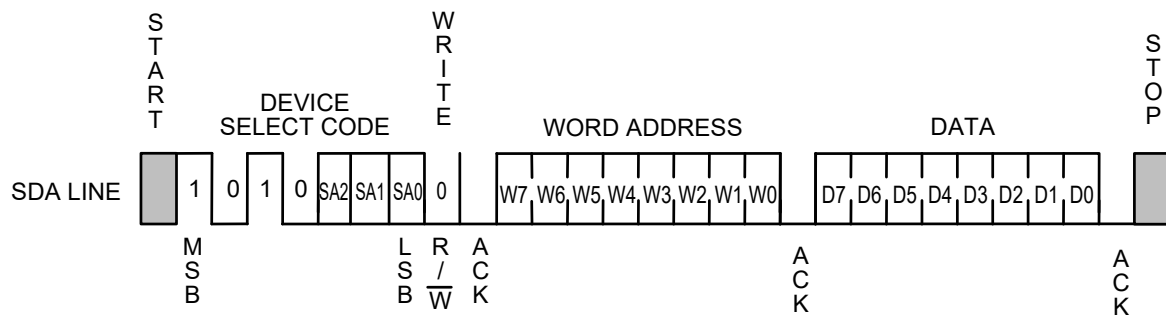 START
WRITE
STOP
DEVICE
SELECT CODE
WORD ADDRESS
DATA
SDA LINE
1 0 1 0 SA2 SA1 SA0 0 W7 W6 W5 W4 W3 W2 W1 W0 D7 D6 D5 D4 D3 D2 D1 D0
MSB
LSB
R/W̅
ACK
ACK
ACK